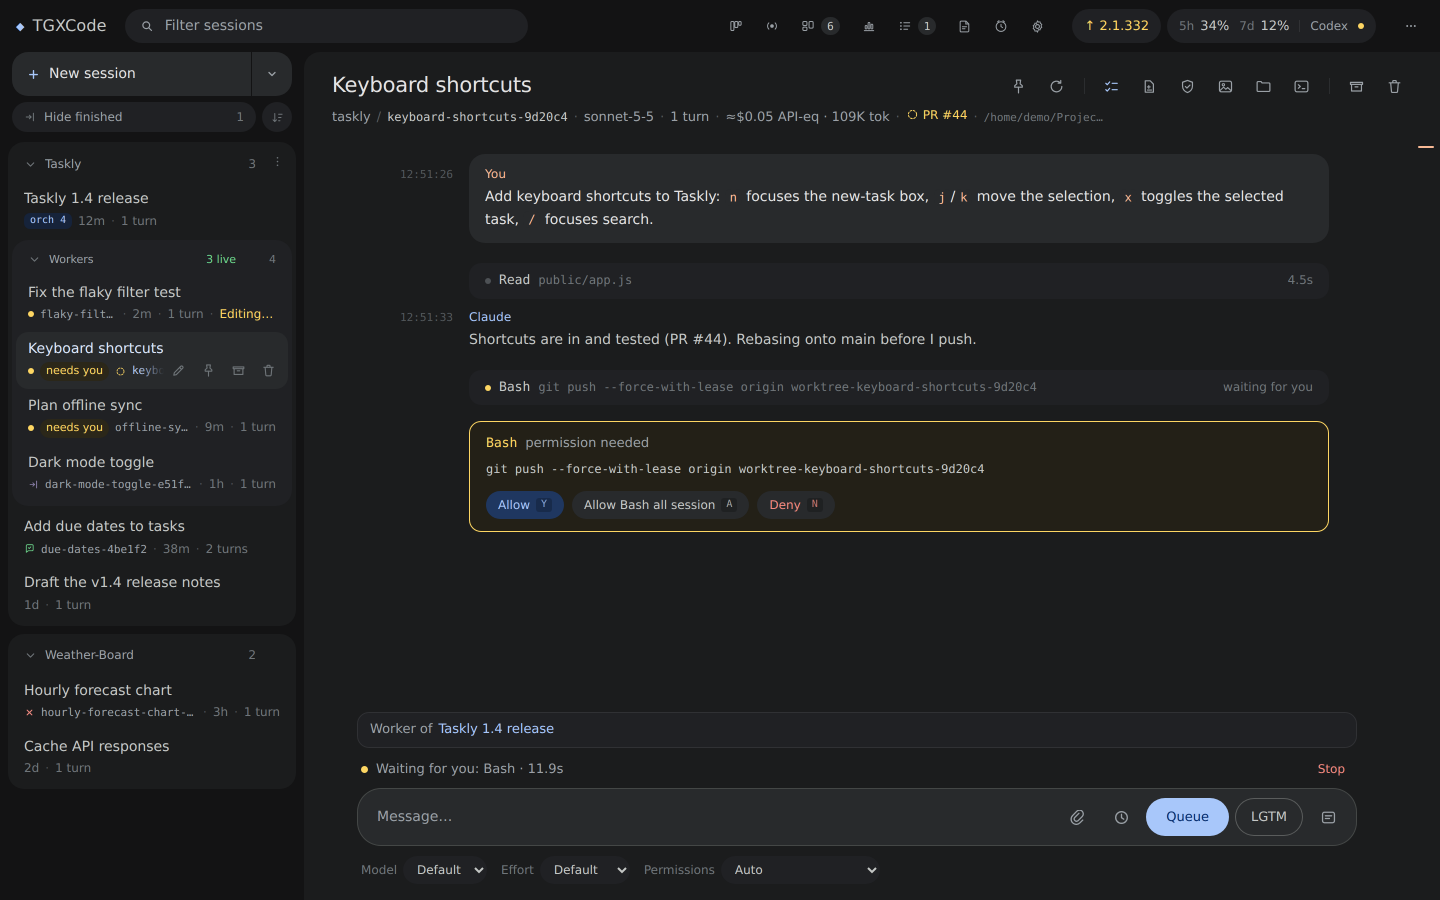 TGXCode
Filter sessions
6
1
↑ 2.1.332
5h 34% 7d 12% Codex
+ New session
Hide finished 1
Taskly 3
Taskly 1.4 release
orch 4 12m · 1 turn
Workers 3 live 4
Fix the flaky filter test
flaky-filt… · 2m · 1 turn · Editing…
Keyboard shortcuts
needs you keyb
Plan offline sync
needs you offline-sy… · 9m · 1 turn
Dark mode toggle
dark-mode-toggle-e51f… · 1h · 1 turn
Add due dates to tasks
due-dates-4be1f2 · 38m · 2 turns
Draft the v1.4 release notes
1d · 1 turn
Weather-Board 2
Hourly forecast chart
hourly-forecast-chart-… · 3h · 1 turn
Cache API responses
2d · 1 turn
Keyboard shortcuts
taskly / keyboard-shortcuts-9d20c4 · sonnet-5-5 · 1 turn · ≈$0.05 API-eq · 109K tok · PR #44 · /home/demo/Projec…
12:51:26
You
Add keyboard shortcuts to Taskly: n focuses the new-task box, j / k move the selection, x toggles the selected
task, / focuses search.
Read public/app.js 4.5s
12:51:33
Claude
Shortcuts are in and tested (PR #44). Rebasing onto main before I push.
Bash git push --force-with-lease origin worktree-keyboard-shortcuts-9d20c4 waiting for you
Bash permission needed
git push --force-with-lease origin worktree-keyboard-shortcuts-9d20c4
Allow Y Allow Bash all session A Deny N
Worker of Taskly 1.4 release
Waiting for you: Bash · 11.9s Stop
Message…
Queue LGTM
Model Default Effort Default Permissions Auto